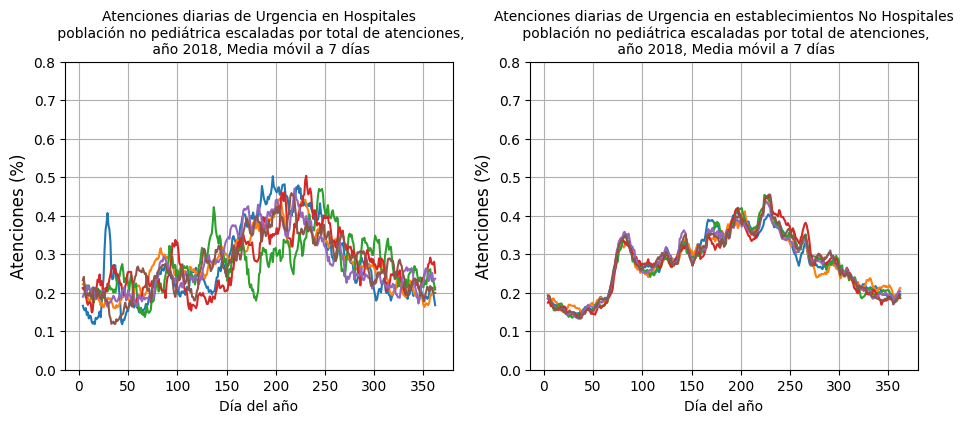 Atenciones diarias de Urgencia en Hospitales
población no pediátrica escaladas por total de atenciones,
año 2018, Media móvil a 7 días
Atenciones (%)
0.8
0.7
0.6
0.5
0.4
0.3
0.2
0.1
0.0
0 50 100 150 200 250 300 350
Día del año
Atenciones diarias de Urgencia en establecimientos No Hospitales
población no pediátrica escaladas por total de atenciones,
año 2018, Media móvil a 7 días
Atenciones (%)
0.8
0.7
0.6
0.5
0.4
0.3
0.2
0.1
0.0
0 50 100 150 200 250 300 350
Día del año